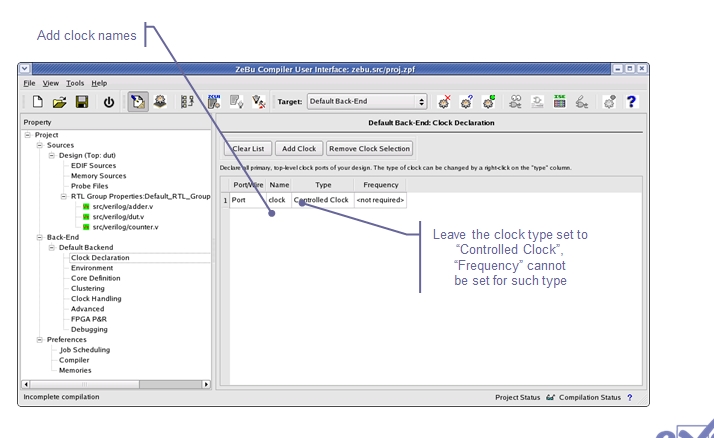 Add clock names
ZeBu Compiler User Interface: zebu.src/proj.zpf
File View Tools Help
Target: Default Back-End
Property
Default Back-End: Clock Declaration
Project
Sources
Design (Top: dut)
EDIF Sources
Memory Sources
Probe Files
RTL Group Properties:Default_RTL_Group
src/verilog/adder.v
src/verilog/dut.v
src/verilog/counter.v
Back-End
Default Backend
Clock Declaration
Environment
Core Definition
Clustering
Clock Handling
Advanced
FPGA P&R
Debugging
Preferences
Job Scheduling
Compiler
Memories
Clear List Add Clock Remove Clock Selection
Declare all primary, top-level clock ports of your design. The type of clock can be changed by a right-click on the "type" column.
Port/Wire Name Type Frequency
1 Port clock Controlled Clock <not required>
Leave the clock type set to
“Controlled Clock”,
“Frequency” cannot
be set for such type
Incomplete compilation
Project Status Compilation Status ?